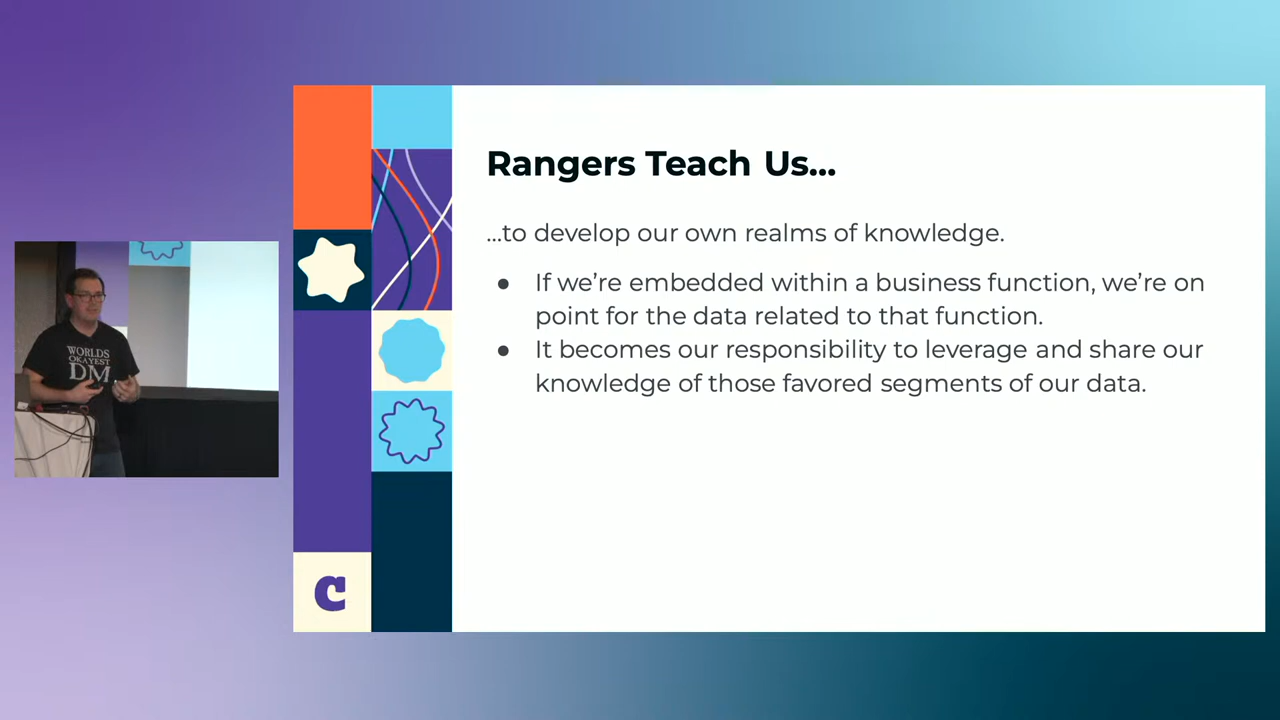 Rangers Teach Us...
...to develop our own realms of knowledge.
● If we're embedded within a business function, we're on
point for the data related to that function.
● It becomes our responsibility to leverage and share our
knowledge of those favored segments of our data.
WORLDS
OKAYEST
DM
C